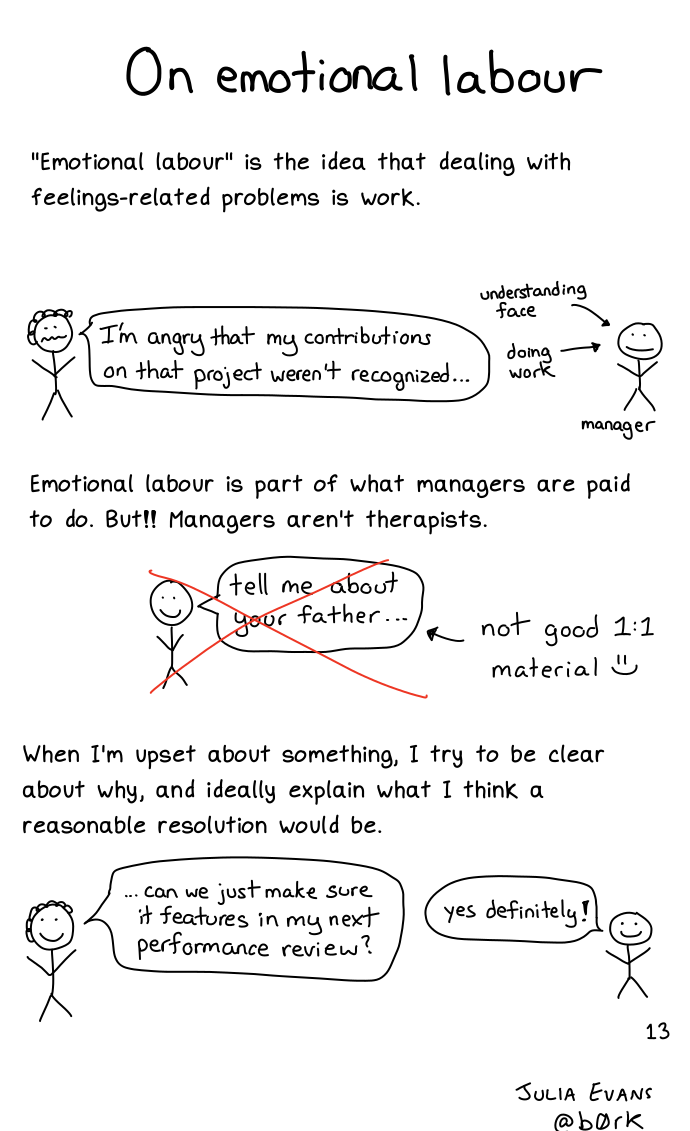 On emotional labour
"Emotional labour" is the idea that dealing with
feelings-related problems is work.
understanding
face
I'm angry that my contributions
on that project weren't recognized...
doing
work
manager
Emotional labour is part of what managers are paid
to do. But!! Managers aren't therapists.
tell me about
your father...
not good 1:1
material
When I'm upset about something, I try to be clear
about why, and ideally explain what I think a
reasonable resolution would be.
... can we just make sure
it features in my next
performance review?
yes definitely!
13
JULIA EVANS
@b0rk